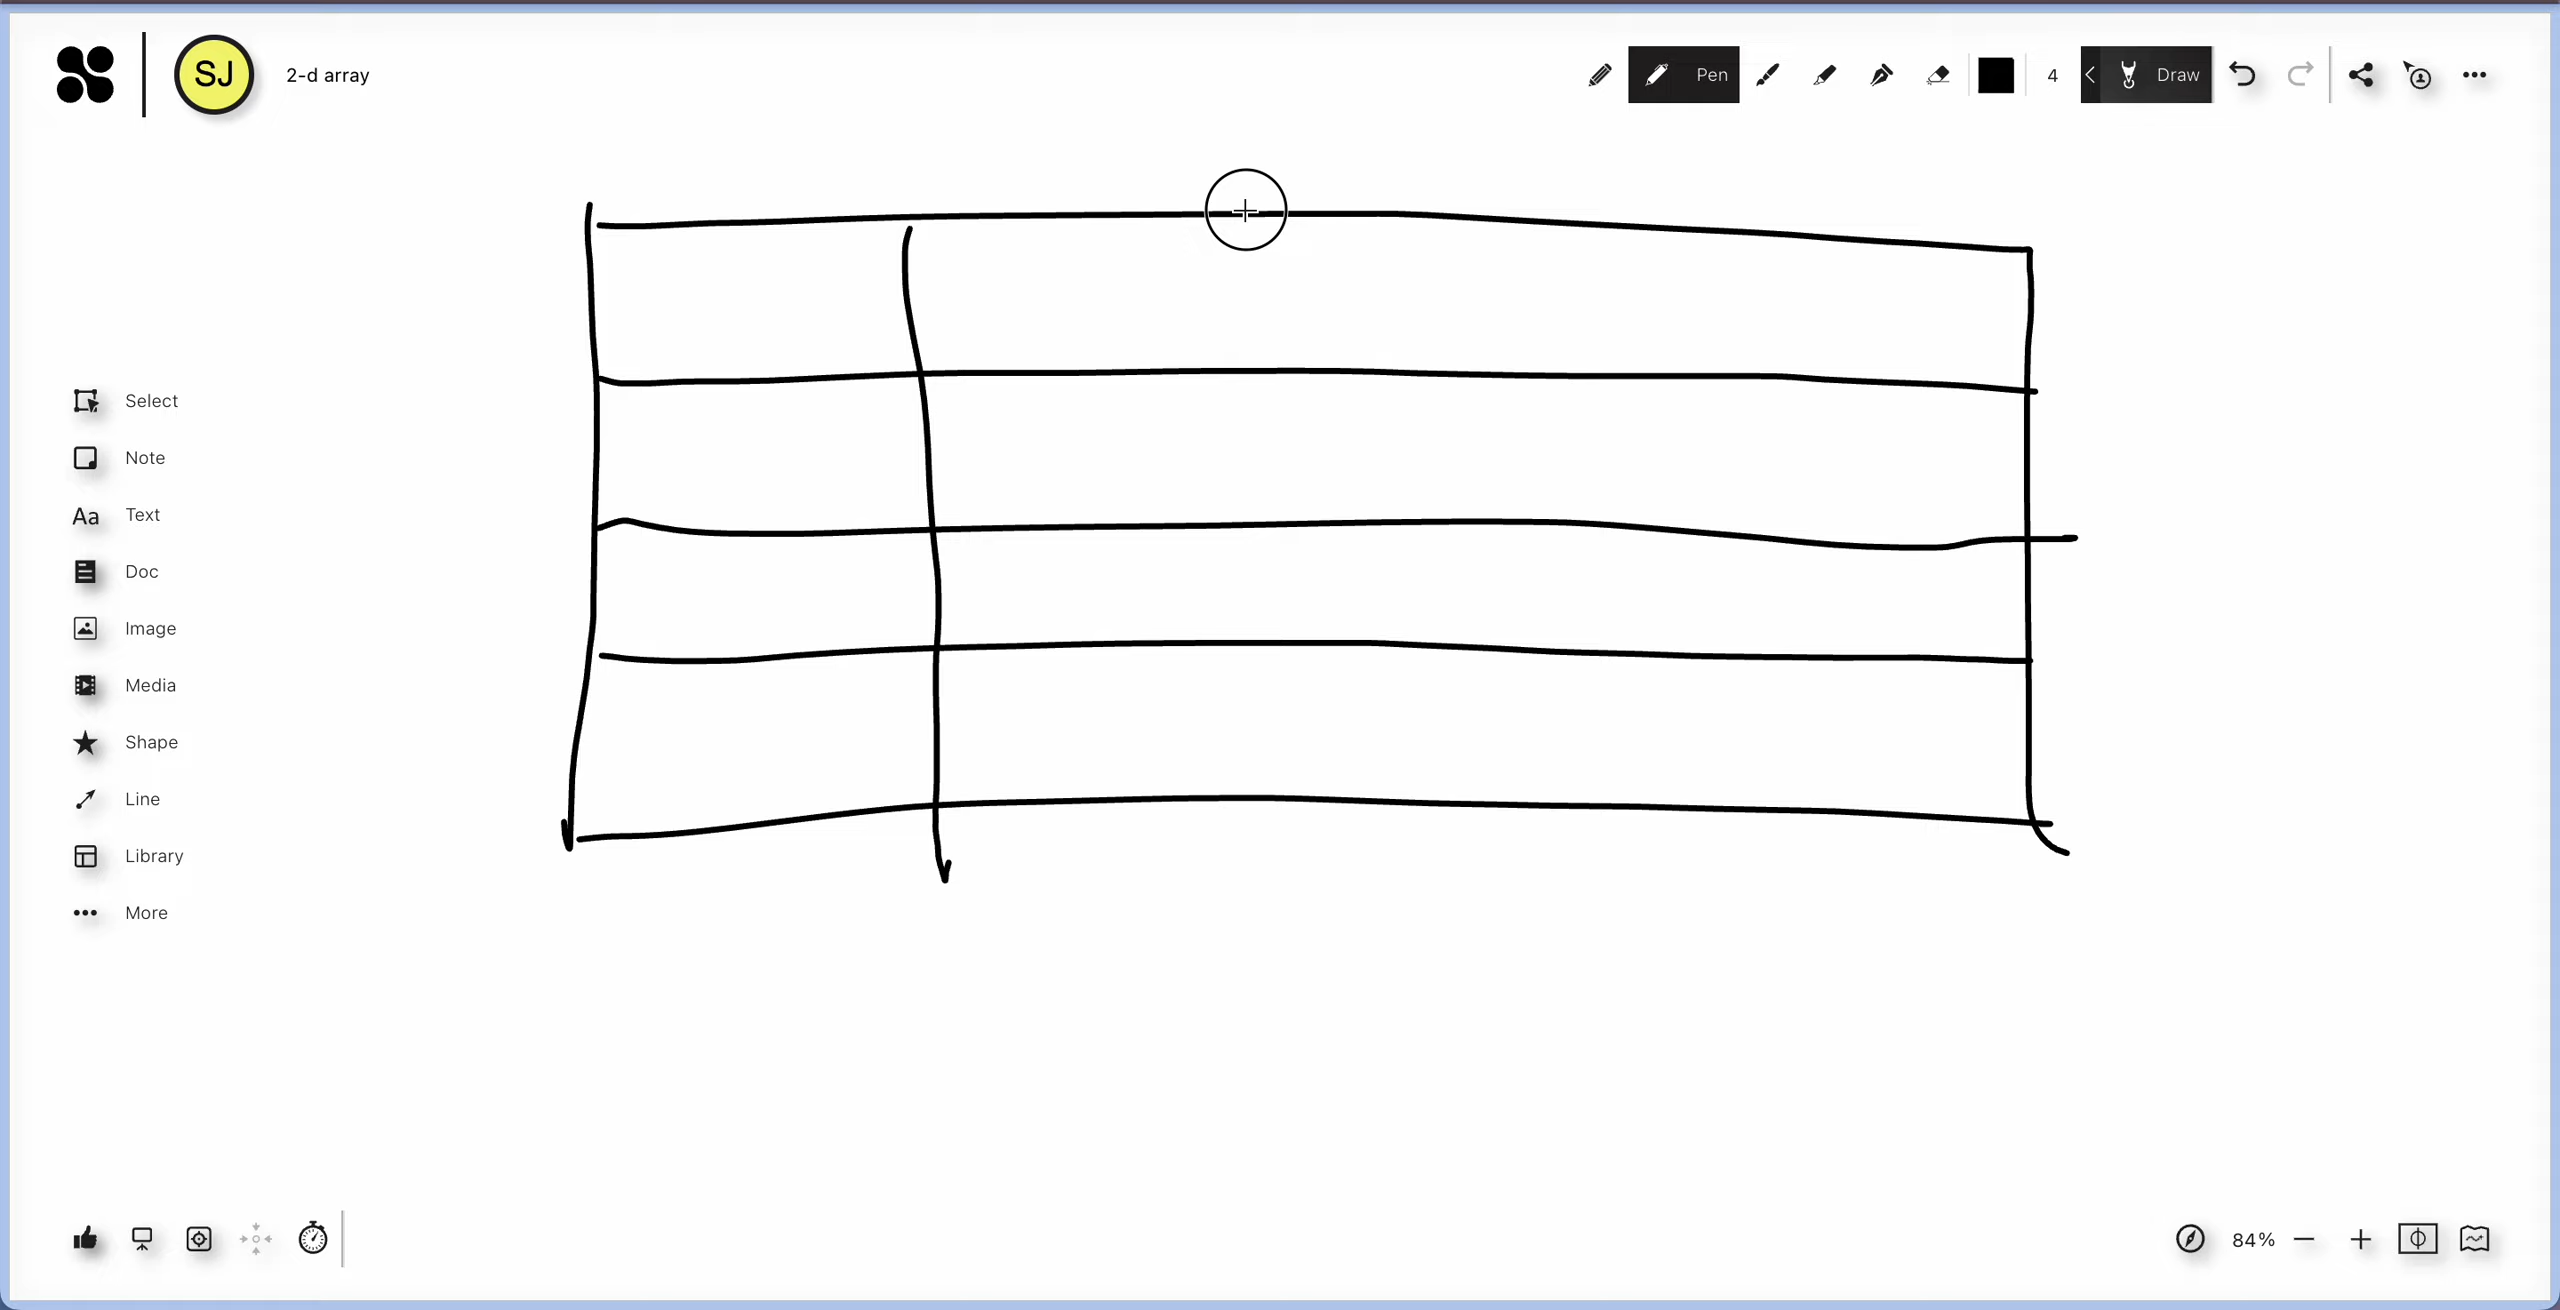 SJ 2-d array Pen 4 Draw
Select
Note
Aa Text
Doc
Image
Media
Shape
Line
Library
More
84%